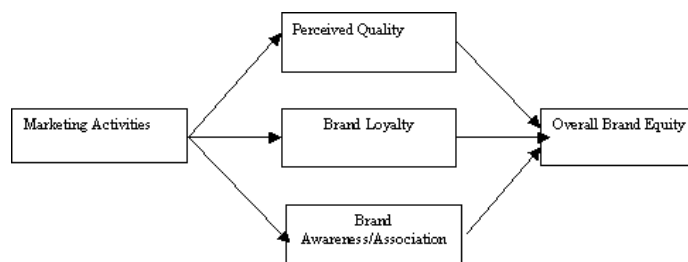 Perceived Quality
Marketing Activities
Brand Loyalty
Overall Brand Equity
Brand
Awareness/Association